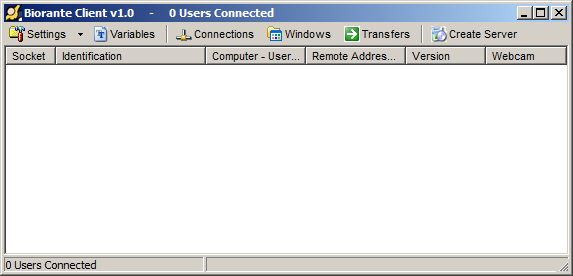 Biorante Client v1.0 - 0 Users Connected
Settings Variables Connections Windows Transfers Create Server
Socket Identification Computer - User... Remote Addres... Version Webcam
0 Users Connected